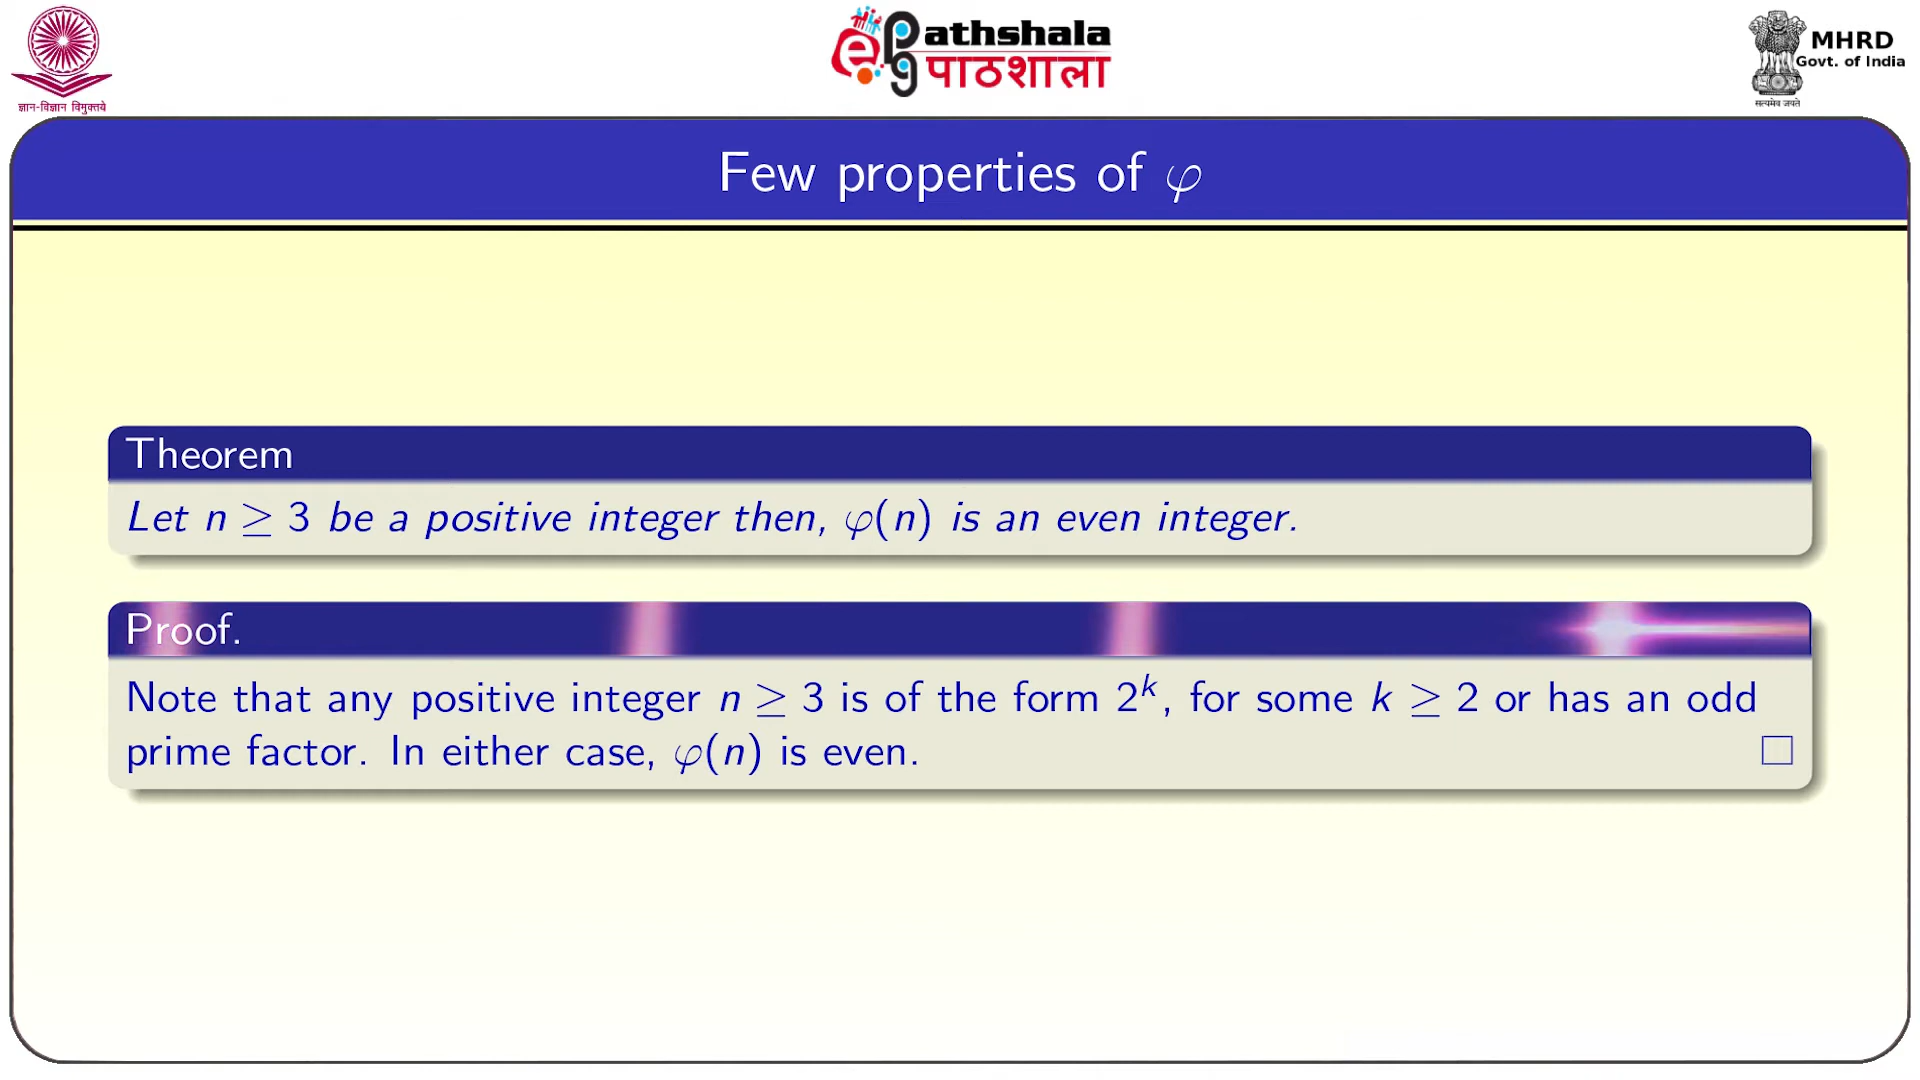 ज्ञान-विज्ञान विमुक्तये
ePG athshala
पाठशाला
MHRD
Govt. of India
सत्यमेव जयते
Few properties of φ
Theorem
Let n ≥ 3 be a positive integer then, φ(n) is an even integer.
Proof.
Note that any positive integer n ≥ 3 is of the form 2^k, for some k ≥ 2 or has an odd
prime factor. In either case, φ(n) is even. □